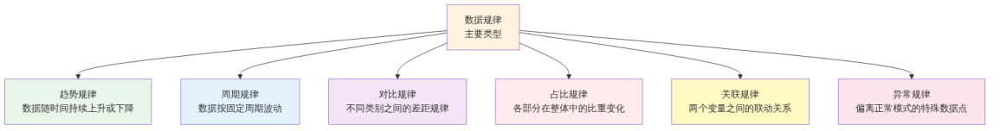 数据规律
主要类型
趋势规律
数据随时间持续上升或下降
周期规律
数据按固定周期波动
对比规律
不同类别之间的差距规律
占比规律
各部分在整体中的比重变化
关联规律
两个变量之间的联动关系
异常规律
偏离正常模式的特殊数据点